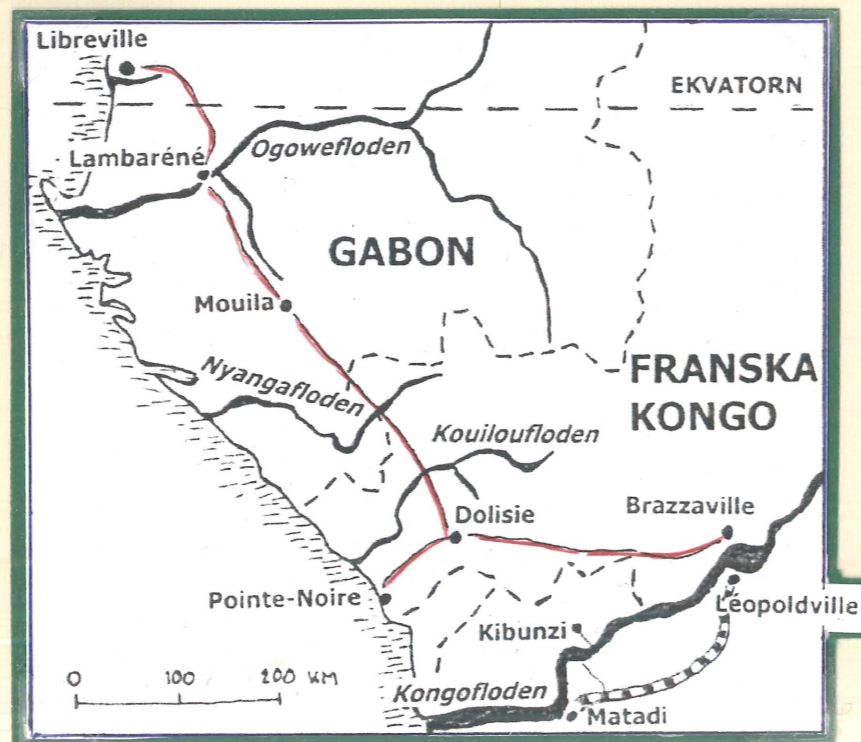 Libreville
EKVATORN
Ogowefloden
Lambaréné
GABON
Mouila
Nyangafloden
FRANSKA
KONGO
Kouiloufloden
Dolisie
Brazzaville
Pointe-Noire
Léopoldville
Kibunzi
0 100 200 KM
Kongofloden
Matadi